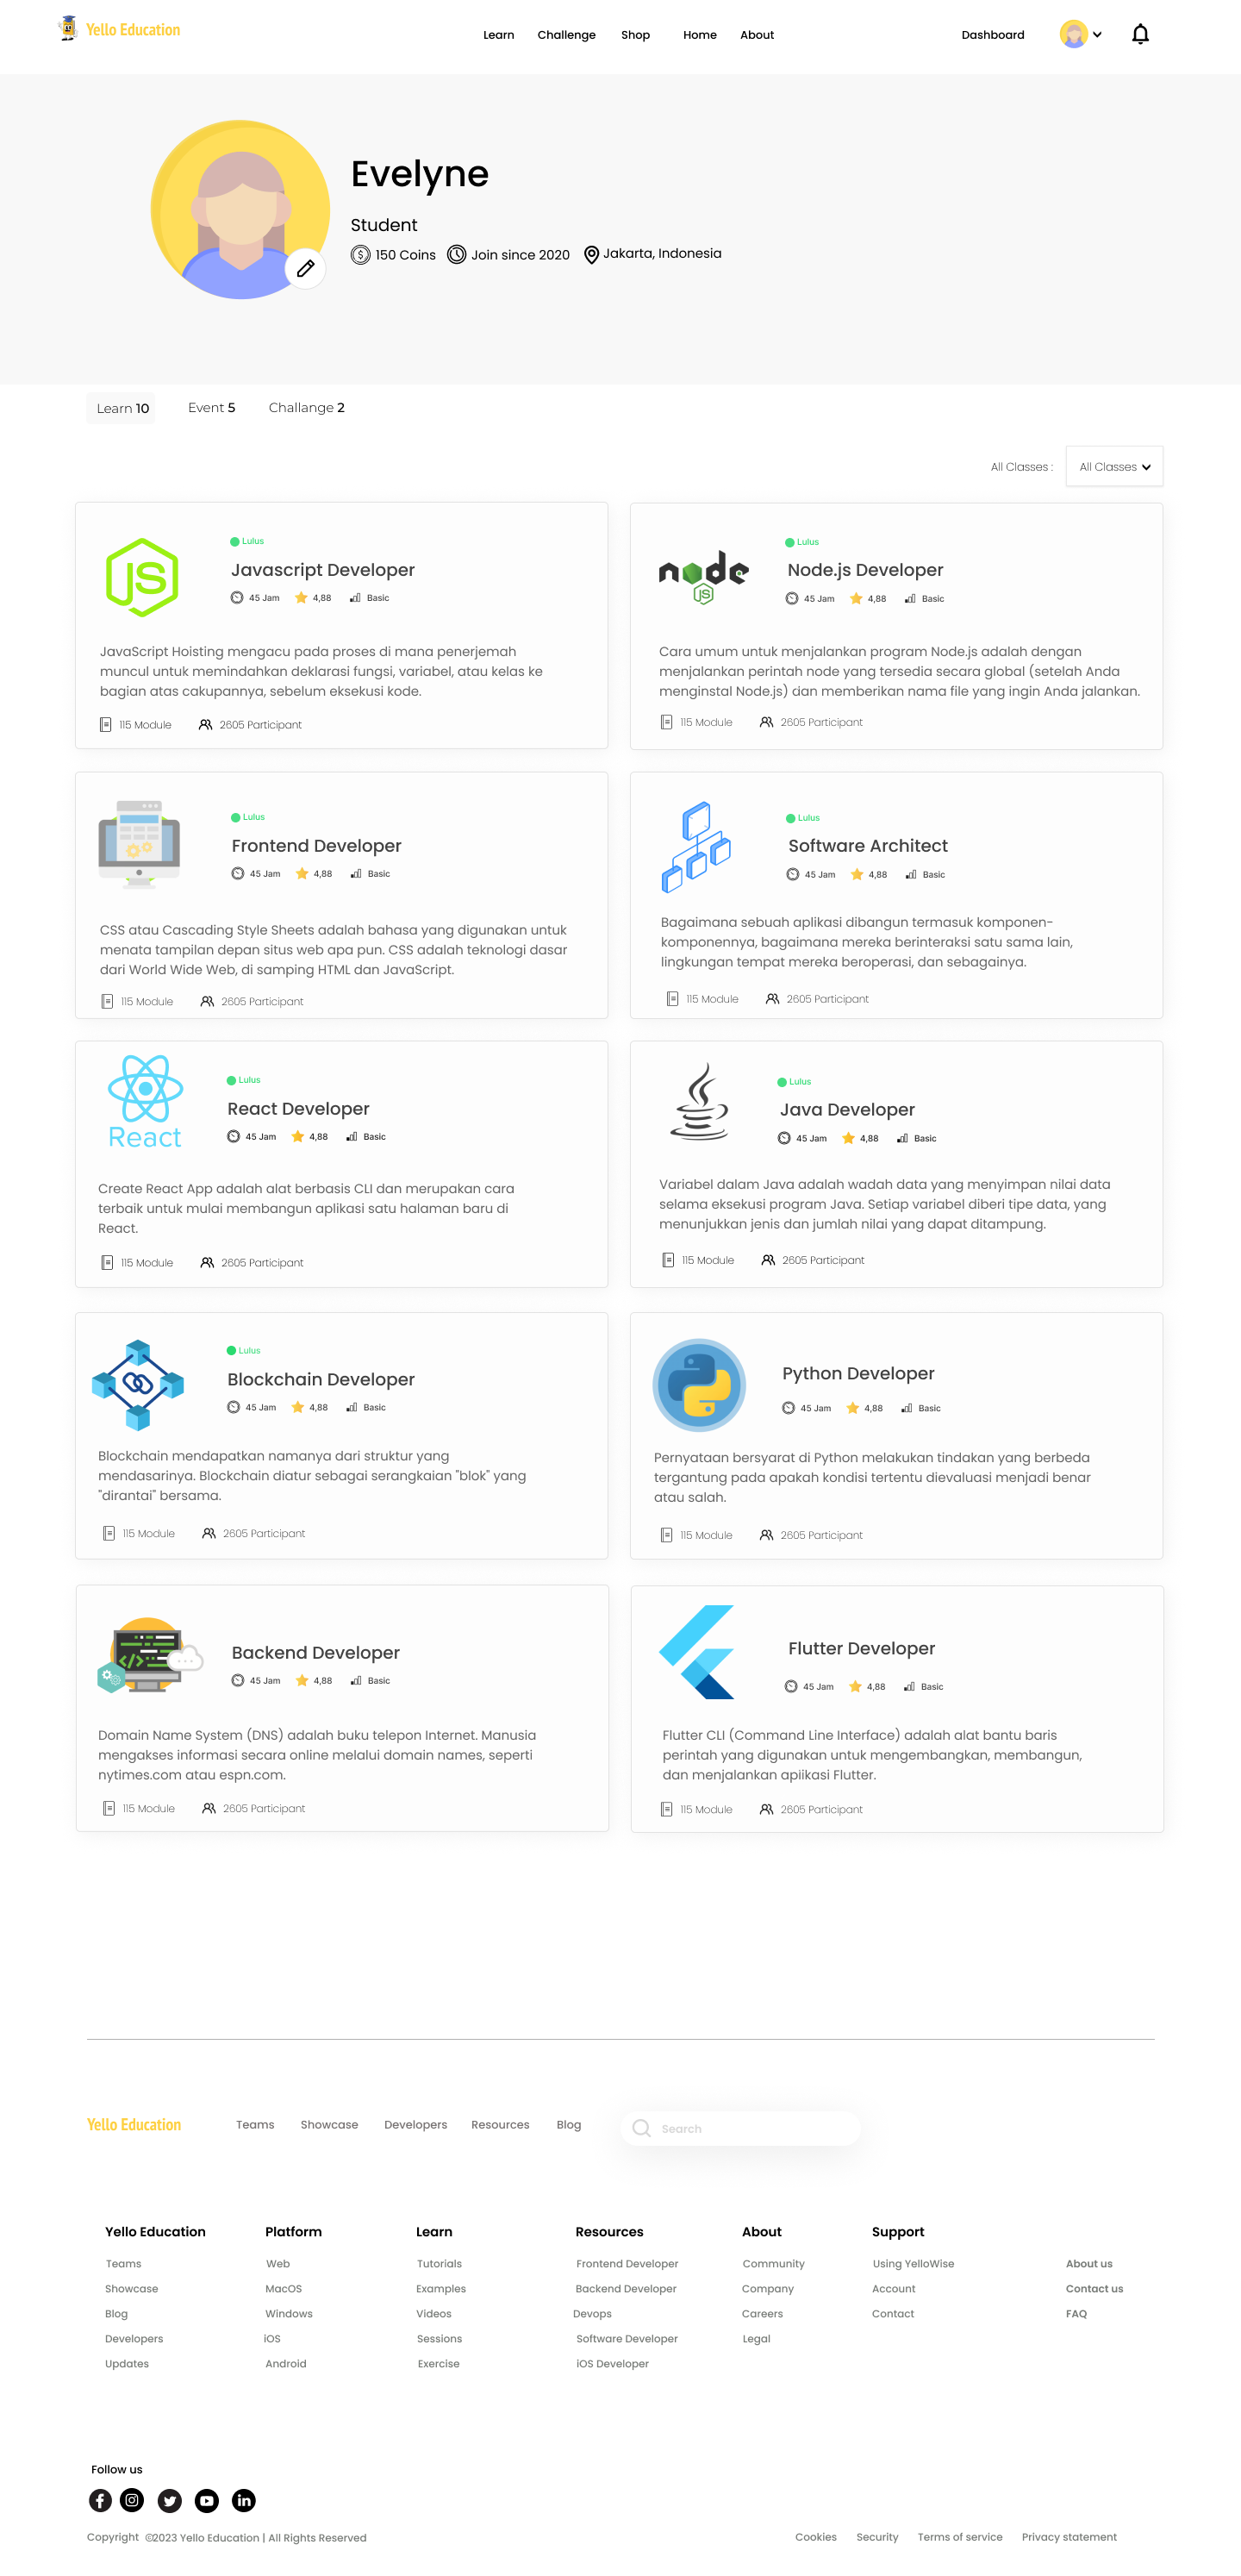 Yello Education
Learn Challenge Shop Home About
Dashboard
Evelyne
Student
150 Coins Join since 2020 Jakarta, Indonesia
Learn 10 Event 5 Challange 2
All Classes : All Classes
JS
Lulus
Javascript Developer
45 Jam 4,88 Basic
JavaScript Hoisting mengacu pada proses di mana penerjemah
muncul untuk memindahkan deklarasi fungsi, variabel, atau kelas ke
bagian atas cakupannya, sebelum eksekusi kode.
115 Module 2605 Participant
node
JS
Lulus
Node.js Developer
45 Jam 4,88 Basic
Cara umum untuk menjalankan program Node.js adalah dengan
menjalankan perintah node yang tersedia secara global (setelah Anda
menginstal Node.js) dan memberikan nama file yang ingin Anda jalankan.
115 Module 2605 Participant
Lulus
Frontend Developer
45 Jam 4,88 Basic
CSS atau Cascading Style Sheets adalah bahasa yang digunakan untuk
menata tampilan depan situs web apa pun. CSS adalah teknologi dasar
dari World Wide Web, di samping HTML dan JavaScript.
115 Module 2605 Participant
Lulus
Software Architect
45 Jam 4,88 Basic
Bagaimana sebuah aplikasi dibangun termasuk komponen-
komponennya, bagaimana mereka berinteraksi satu sama lain,
lingkungan tempat mereka beroperasi, dan sebagainya.
115 Module 2605 Participant
React
Lulus
React Developer
45 Jam 4,88 Basic
Create React App adalah alat berbasis CLI dan merupakan cara
terbaik untuk mulai membangun aplikasi satu halaman baru di
React.
115 Module 2605 Participant
Lulus
Java Developer
45 Jam 4,88 Basic
Variabel dalam Java adalah wadah data yang menyimpan nilai data
selama eksekusi program Java. Setiap variabel diberi tipe data, yang
menunjukkan jenis dan jumlah nilai yang dapat ditampung.
115 Module 2605 Participant
Lulus
Blockchain Developer
45 Jam 4,88 Basic
Blockchain mendapatkan namanya dari struktur yang
mendasarinya. Blockchain diatur sebagai serangkaian "blok" yang
"dirantai" bersama.
115 Module 2605 Participant
Python Developer
45 Jam 4,88 Basic
Pernyataan bersyarat di Python melakukan tindakan yang berbeda
tergantung pada apakah kondisi tertentu dievaluasi menjadi benar
atau salah.
115 Module 2605 Participant
</>
Backend Developer
45 Jam 4,88 Basic
Domain Name System (DNS) adalah buku telepon Internet. Manusia
mengakses informasi secara online melalui domain names, seperti
nytimes.com atau espn.com.
115 Module 2605 Participant
Flutter Developer
45 Jam 4,88 Basic
Flutter CLI (Command Line Interface) adalah alat bantu baris
perintah yang digunakan untuk mengembangkan, membangun,
dan menjalankan apiikasi Flutter.
115 Module 2605 Participant
Yello Education Teams Showcase Developers Resources Blog Search
Yello Education
Teams
Showcase
Blog
Developers
Updates
Platform
Web
MacOS
Windows
iOS
Android
Learn
Tutorials
Examples
Videos
Sessions
Exercise
Resources
Frontend Developer
Backend Developer
Devops
Software Developer
iOS Developer
About
Community
Company
Careers
Legal
Support
Using YelloWise
Account
Contact
About us
Contact us
FAQ
Follow us
Copyright ©2023 Yello Education | All Rights Reserved
Cookies Security Terms of service Privacy statement